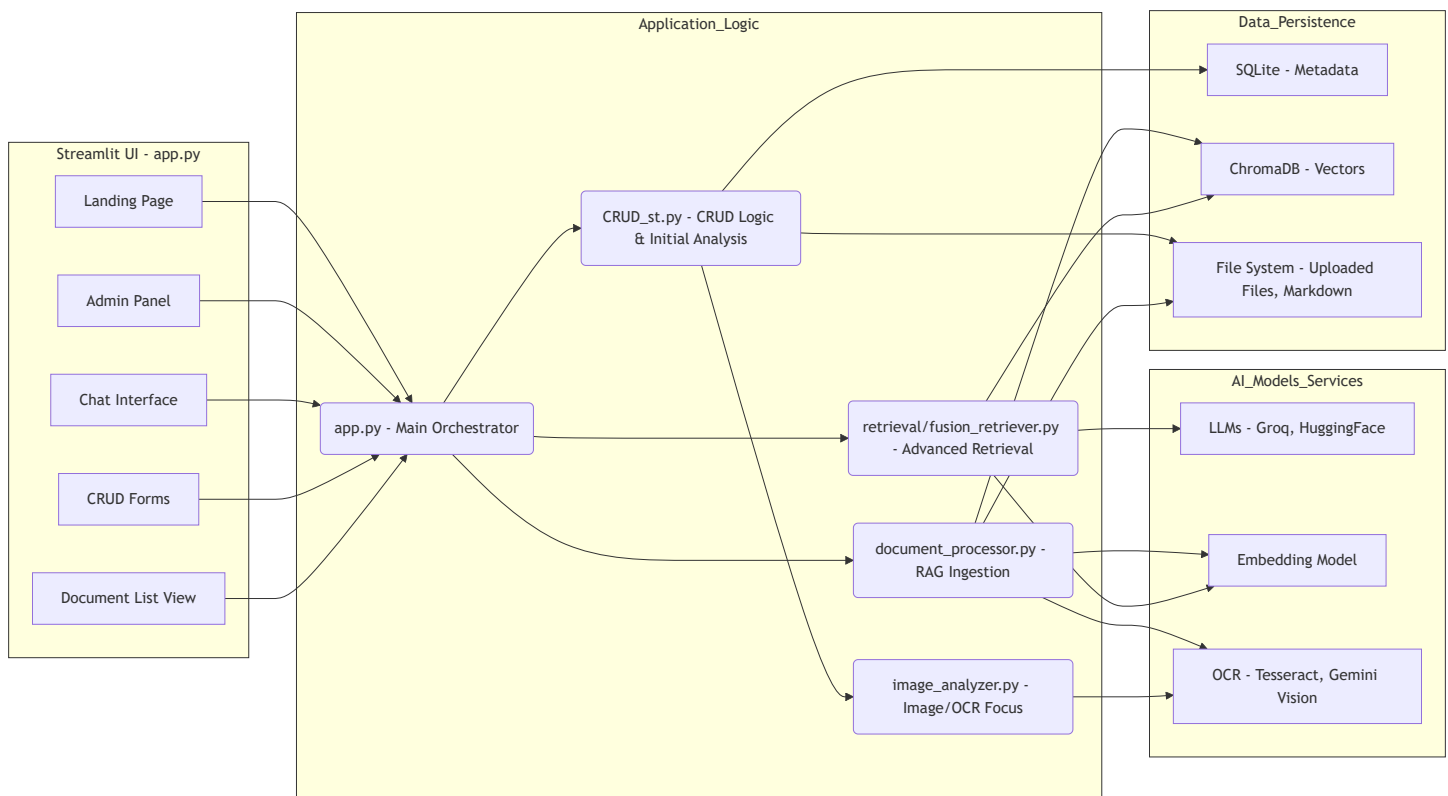 Streamlit UI - app.py
Landing Page
Admin Panel
Chat Interface
CRUD Forms
Document List View
Application_Logic
app.py - Main Orchestrator
CRUD_st.py - CRUD Logic
& Initial Analysis
retrieval/fusion_retriever.py
- Advanced Retrieval
document_processor.py -
RAG Ingestion
image_analyzer.py -
Image/OCR Focus
Data_Persistence
SQLite - Metadata
ChromaDB - Vectors
File System - Uploaded
Files, Markdown
AI_Models_Services
LLMs - Groq, HuggingFace
Embedding Model
OCR - Tesseract, Gemini
Vision